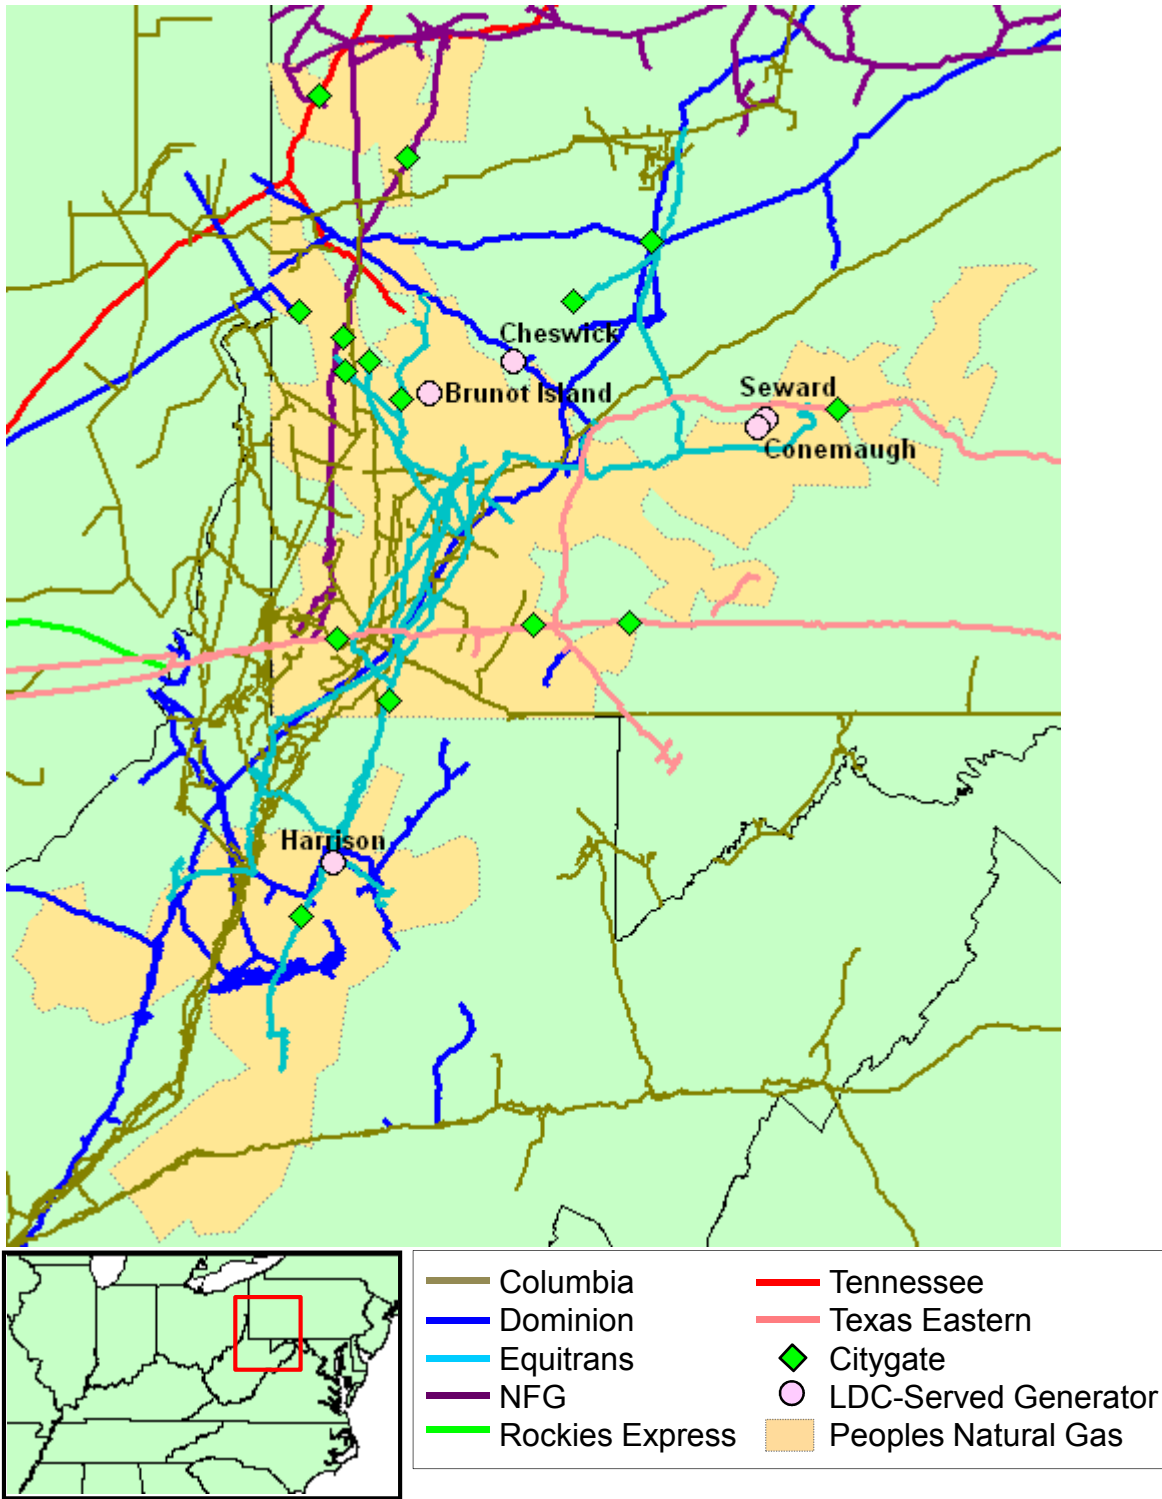 Cheswick
Brunot Island
Seward
Conemaugh
Harrison
Columbia
Dominion
Equitrans
NFG
Rockies Express
Tennessee
Texas Eastern
Citygate
LDC-Served Generator
Peoples Natural Gas